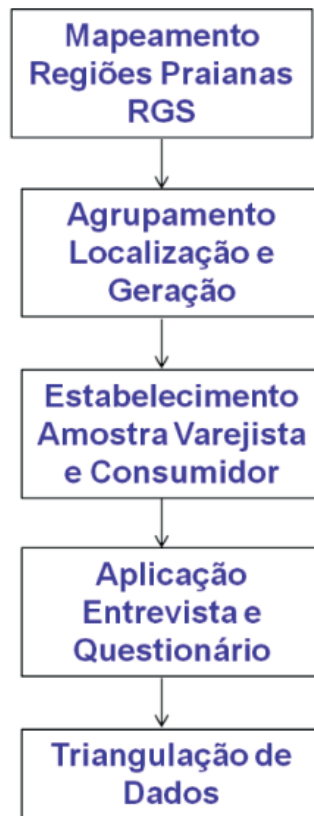 Mapeamento
Regiões Praianas
RGS
Agrupamento
Localização e
Geração
Estabelecimento
Amostra Varejista
e Consumidor
Aplicação
Entrevista e
Questionário
Triangulação de
Dados